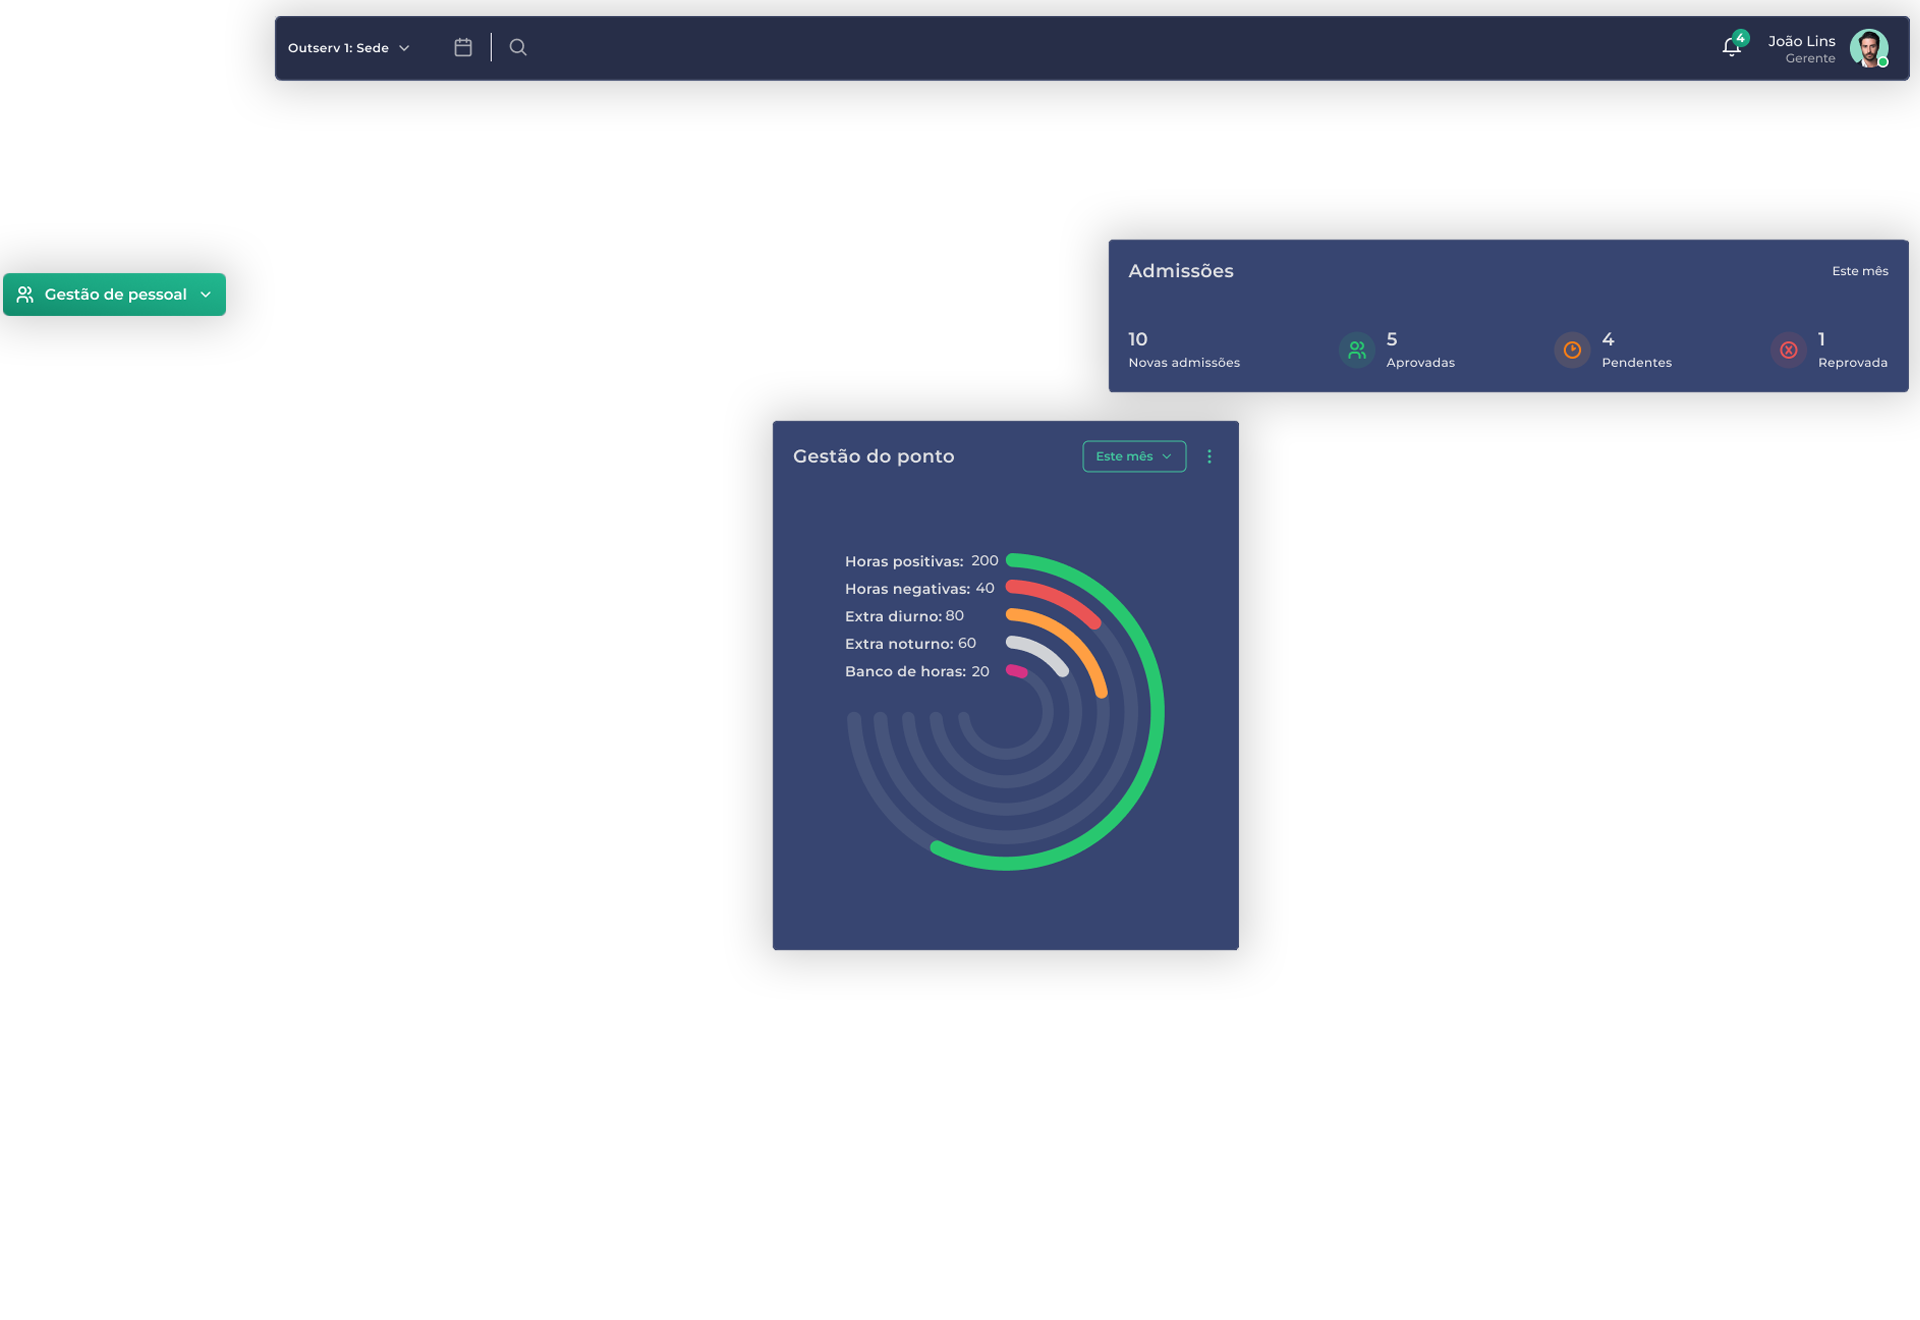 Outserv 1: Sede
4
João Lins
Gerente
Gestão de pessoal
Admissões
Este mês
10
Novas admissões
5
Aprovadas
4
Pendentes
1
Reprovada
Gestão do ponto
Este mês
Horas positivas: 200
Horas negativas: 40
Extra diurno: 80
Extra noturno: 60
Banco de horas: 20